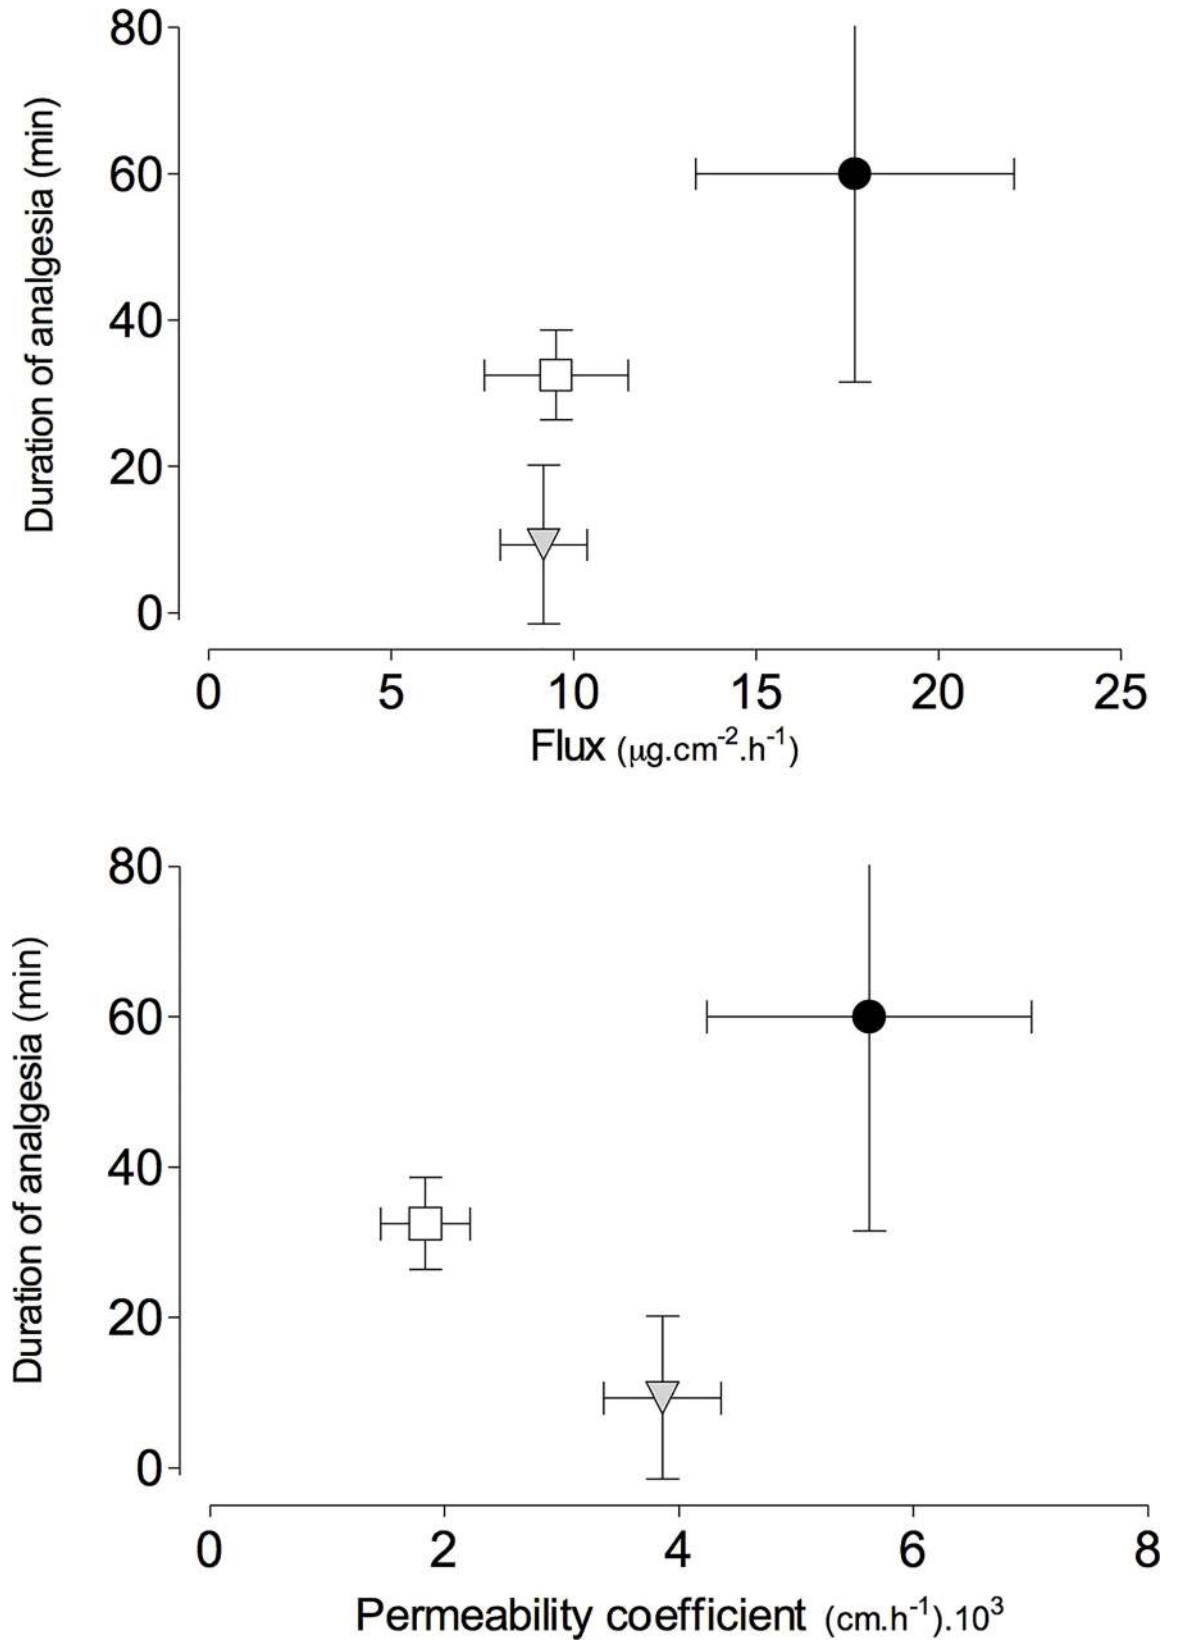 80
60
40
20
0
Duration of analgesia (min)
0 5 10 15 20 25
Flux (μg.cm⁻².h⁻¹)
80
60
40
20
0
Duration of analgesia (min)
0 2 4 6 8
Permeability coefficient (cm.h⁻¹).10³